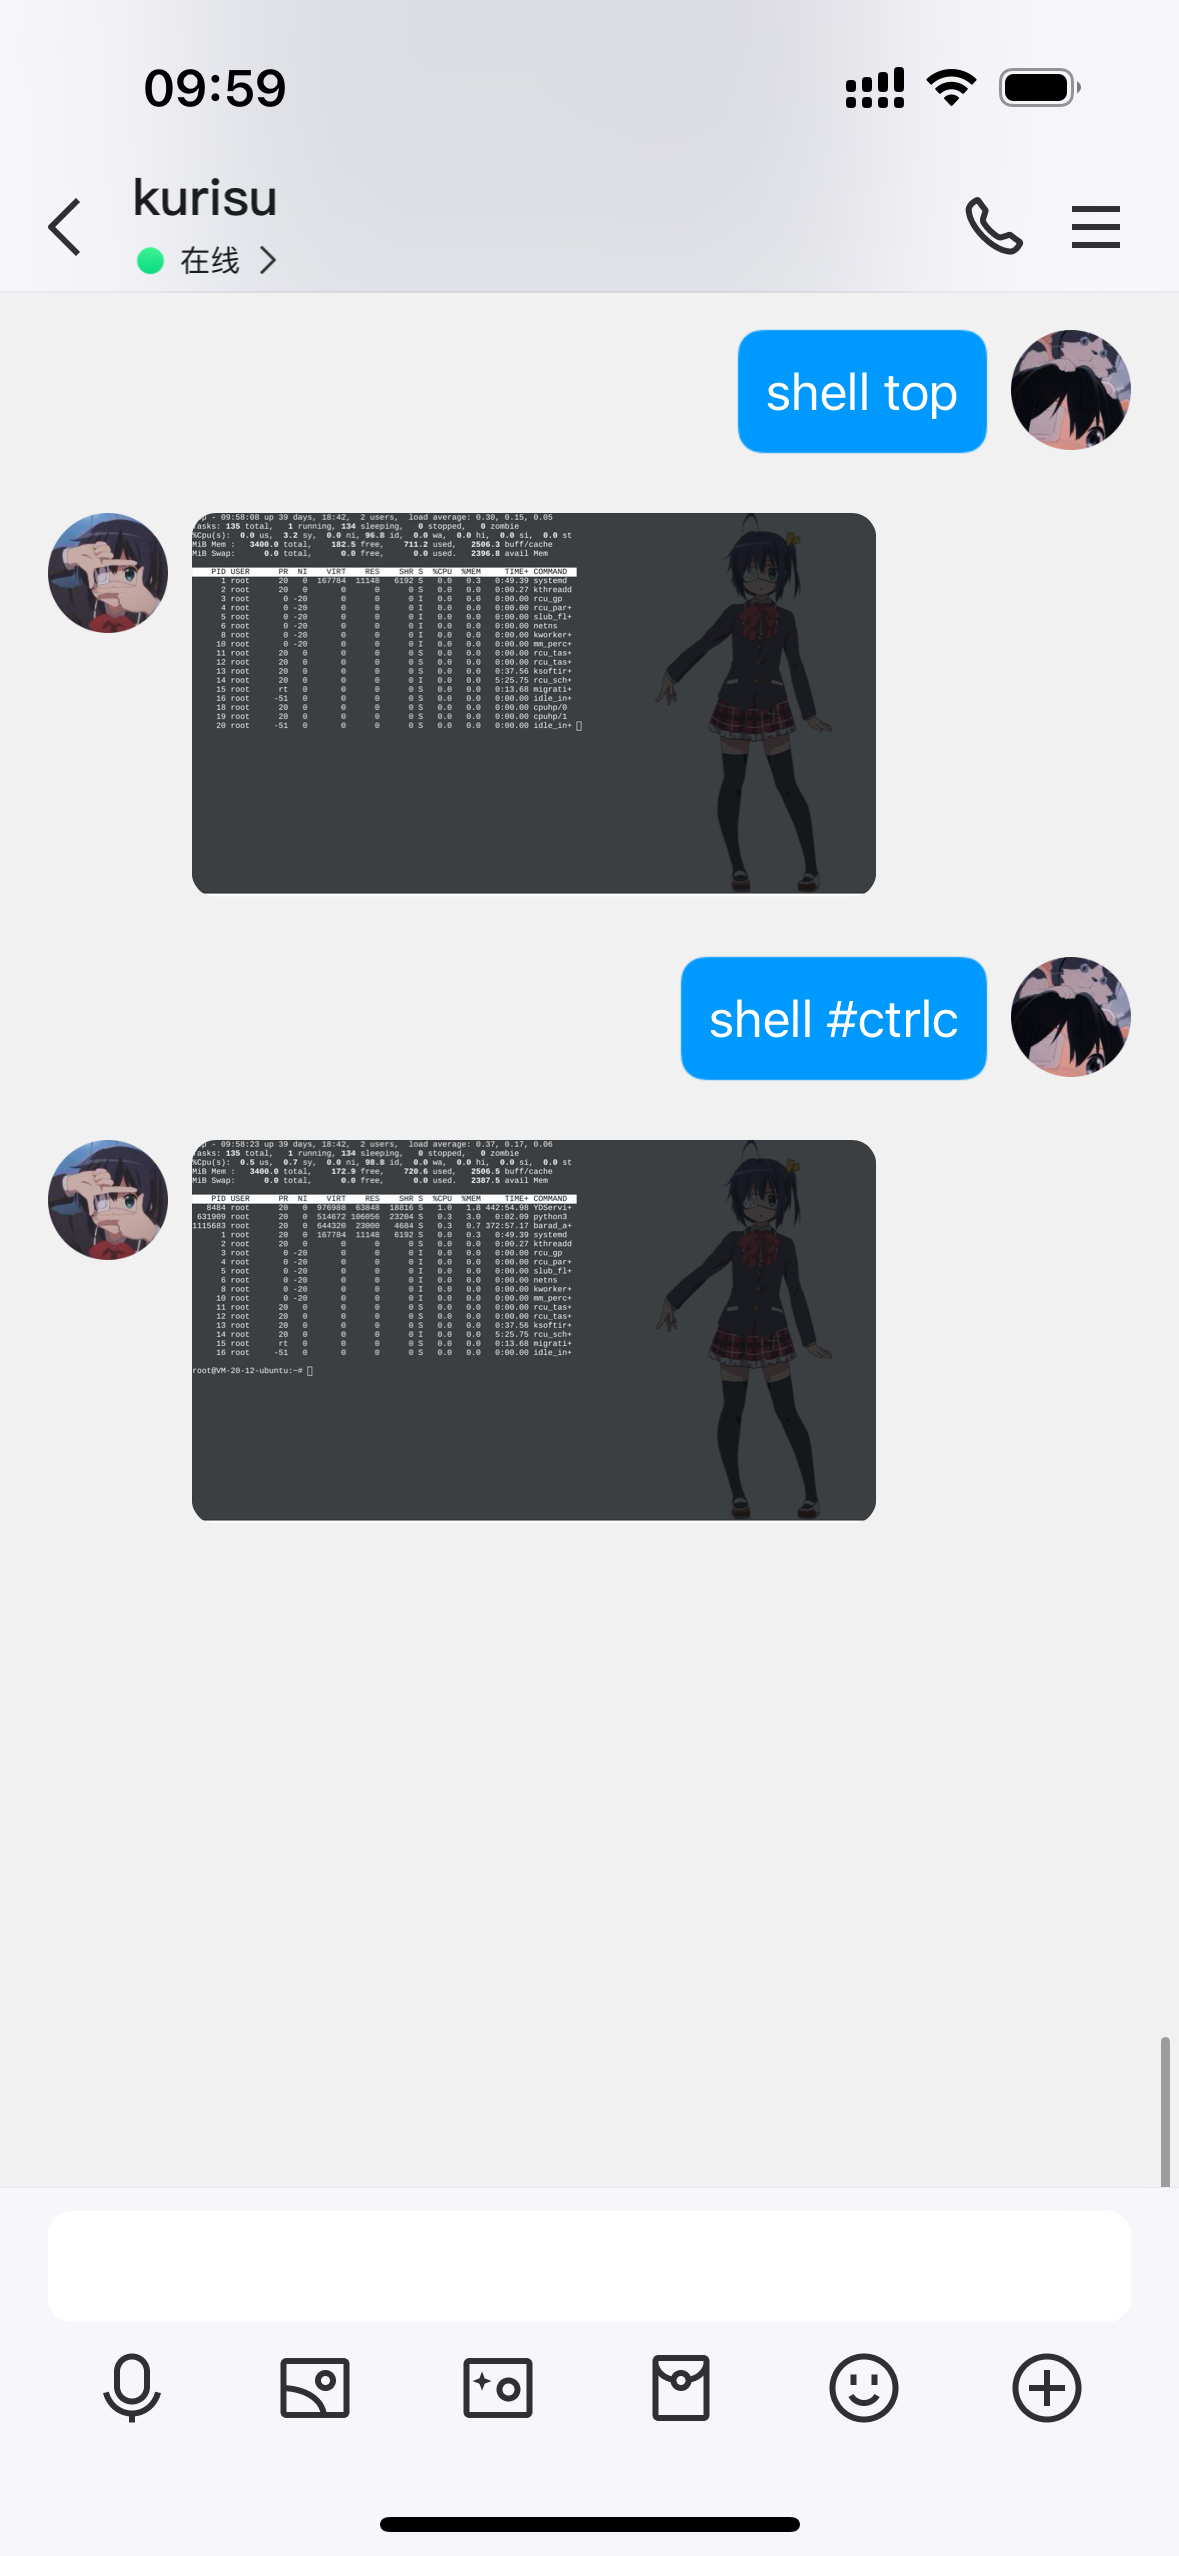 09:59
kurisu
在线
shell top
p - 09:58:08 up 39 days, 18:42, 2 users, load average: 0.30, 0.15, 0.05
asks: 135 total, 1 running, 134 sleeping, 0 stopped, 0 zombie
%Cpu(s): 0.0 us, 3.2 sy, 0.0 ni, 96.8 id, 0.0 wa, 0.0 hi, 0.0 si, 0.0 st
MiB Mem : 3400.0 total, 182.5 free, 711.2 used, 2506.3 buff/cache
MiB Swap: 0.0 total, 0.0 free, 0.0 used. 2396.8 avail Mem
PID USER PR NI VIRT RES SHR S %CPU %MEM TIME+ COMMAND
1 root 20 0 167784 11148 6192 S 0.0 0.3 0:49.39 systemd
2 root 20 0 0 0 0 S 0.0 0.0 0:00.27 kthreadd
3 root 0 -20 0 0 0 I 0.0 0.0 0:00.00 rcu_gp
4 root 0 -20 0 0 0 I 0.0 0.0 0:00.00 rcu_par+
5 root 0 -20 0 0 0 I 0.0 0.0 0:00.00 slub_fl+
6 root 0 -20 0 0 0 I 0.0 0.0 0:00.00 netns
8 root 0 -20 0 0 0 I 0.0 0.0 0:00.00 kworker+
10 root 0 -20 0 0 0 I 0.0 0.0 0:00.00 mm_perc+
11 root 20 0 0 0 0 S 0.0 0.0 0:00.00 rcu_tas+
12 root 20 0 0 0 0 S 0.0 0.0 0:00.00 rcu_tas+
13 root 20 0 0 0 0 S 0.0 0.0 0:37.56 ksoftir+
14 root 20 0 0 0 0 I 0.0 0.0 5:25.75 rcu_sch+
15 root rt 0 0 0 0 S 0.0 0.0 0:13.68 migrati+
16 root -51 0 0 0 0 S 0.0 0.0 0:00.00 idle_in+
18 root 20 0 0 0 0 S 0.0 0.0 0:00.00 cpuhp/0
19 root 20 0 0 0 0 S 0.0 0.0 0:00.00 cpuhp/1
20 root -51 0 0 0 0 S 0.0 0.0 0:00.00 idle_in+
shell #ctrlc
p - 09:58:23 up 39 days, 18:42, 2 users, load average: 0.37, 0.17, 0.06
asks: 135 total, 1 running, 134 sleeping, 0 stopped, 0 zombie
%Cpu(s): 0.5 us, 0.7 sy, 0.0 ni, 98.8 id, 0.0 wa, 0.0 hi, 0.0 si, 0.0 st
MiB Mem : 3400.0 total, 172.9 free, 720.6 used, 2506.5 buff/cache
MiB Swap: 0.0 total, 0.0 free, 0.0 used. 2387.5 avail Mem
PID USER PR NI VIRT RES SHR S %CPU %MEM TIME+ COMMAND
8484 root 20 0 976988 63848 18816 S 1.0 1.8 442:54.98 YDServi+
631909 root 20 0 514672 106056 23204 S 0.3 3.0 0:02.09 python3
1115683 root 20 0 644320 23000 4684 S 0.3 0.7 372:57.17 barad_a+
1 root 20 0 167784 11148 6192 S 0.0 0.3 0:49.39 systemd
2 root 20 0 0 0 0 S 0.0 0.0 0:00.27 kthreadd
3 root 0 -20 0 0 0 I 0.0 0.0 0:00.00 rcu_gp
4 root 0 -20 0 0 0 I 0.0 0.0 0:00.00 rcu_par+
5 root 0 -20 0 0 0 I 0.0 0.0 0:00.00 slub_fl+
6 root 0 -20 0 0 0 I 0.0 0.0 0:00.00 netns
8 root 0 -20 0 0 0 I 0.0 0.0 0:00.00 kworker+
10 root 0 -20 0 0 0 I 0.0 0.0 0:00.00 mm_perc+
11 root 20 0 0 0 0 S 0.0 0.0 0:00.00 rcu_tas+
12 root 20 0 0 0 0 S 0.0 0.0 0:00.00 rcu_tas+
13 root 20 0 0 0 0 S 0.0 0.0 0:37.56 ksoftir+
14 root 20 0 0 0 0 I 0.0 0.0 5:25.75 rcu_sch+
15 root rt 0 0 0 0 S 0.0 0.0 0:13.68 migrati+
16 root -51 0 0 0 0 S 0.0 0.0 0:00.00 idle_in+
root@VM-20-12-ubuntu:~#